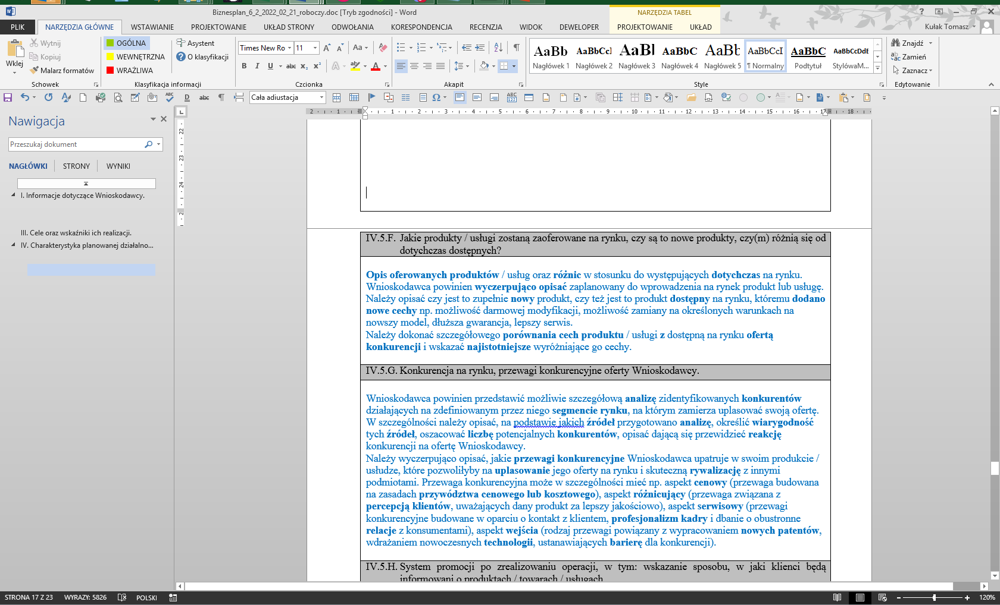 Biznesplan_6_2_2022_02_21_roboczy.doc [Tryb zgodności] - Word
NARZĘDZIA TABEL
PLIK
NARZĘDZIA GŁÓWNE
WSTAWIANIE
PROJEKTOWANIE
UKŁAD STRONY
ODWOŁANIA
KORESPONDENCJA
RECENZJA
WIDOK
DEWELOPER
PROJEKTOWANIE
UKŁAD
Kułak Tomasz
Wklej
Wytnij
Kopiuj
Malarz formatów
Schowek
OGÓLNA
WEWNĘTRZNA
WRAŻLIWA
Asystent
O klasyfikacji
Klasyfikacja informacji
Times New Ro
11
Czcionka
Akapit
AaBb
AaBbCcI
AaBl
AaBbC
AaBb
AaBbCcI
AaBbC
AaBbCcDdE
Nagłówek 1
Nagłówek 2
Nagłówek 3
Nagłówek 4
Nagłówek 5
¶ Normalny
Podtytuł
StylówaM...
Style
Znajdź
Zamień
Zaznacz
Edytowanie
Cała adiustacja
Nawigacja
Przeszukaj dokument
NAGŁÓWKI
STRONY
WYNIKI
I. Informacje dotyczące Wnioskodawcy.
III. Cele oraz wskaźniki ich realizacji.
IV. Charakterystyka planowanej działalno...
2 1 1 2 3 4 5 6 7 8 9 10 11 12 13 14 15 16 17 18
22
23
24
2
IV.5.F. Jakie produkty / usługi zostaną zaoferowane na rynku, czy są to nowe produkty, czy(m) różnią się od
dotychczas dostępnych?
Opis oferowanych produktów / usług oraz różnic w stosunku do występujących dotychczas na rynku.
Wnioskodawca powinien wyczerpująco opisać zaplanowany do wprowadzenia na rynek produkt lub usługę.
Należy opisać czy jest to zupełnie nowy produkt, czy też jest to produkt dostępny na rynku, któremu dodano
nowe cechy np. możliwość darmowej modyfikacji, możliwość zamiany na określonych warunkach na
nowszy model, dłuższa gwarancja, lepszy serwis.
Należy dokonać szczegółowego porównania cech produktu / usługi z dostępną na rynku ofertą
konkurencji i wskazać najistotniejsze wyróżniające go cechy.
IV.5.G. Konkurencja na rynku, przewagi konkurencyjne oferty Wnioskodawcy.
Wnioskodawca powinien przedstawić możliwie szczegółową analizę zidentyfikowanych konkurentów
działających na zdefiniowanym przez niego segmencie rynku, na którym zamierza uplasować swoją ofertę.
W szczególności należy opisać, na podstawie jakich źródeł przygotowano analizę, określić wiarygodność
tych źródeł, oszacować liczbę potencjalnych konkurentów, opisać dającą się przewidzieć reakcję
konkurencji na ofertę Wnioskodawcy.
Należy wyczerpująco opisać, jakie przewagi konkurencyjne Wnioskodawca upatruje w swoim produkcie /
usłudze, które pozwoliłyby na uplasowanie jego oferty na rynku i skuteczną rywalizację z innymi
podmiotami. Przewaga konkurencyjna może w szczególności mieć np. aspekt cenowy (przewaga budowana
na zasadach przywództwa cenowego lub kosztowego), aspekt różnicujący (przewaga związana z
percepcją klientów, uważających dany produkt za lepszy jakościowo), aspekt serwisowy (przewagi
konkurencyjne budowane w oparciu o kontakt z klientem, profesjonalizm kadry i dbanie o obustronne
relacje z konsumentami), aspekt wejścia (rodzaj przewagi powiązany z wypracowaniem nowych patentów,
wdrażaniem nowoczesnych technologii, ustanawiających barierę dla konkurencji).
IV.5.H. System promocji po zrealizowaniu operacji, w tym: wskazanie sposobu, w jaki klienci będą
informowani o produktach / towarach / usługach
STRONA 17 Z 23
WYRAZY: 5826
POLSKI
120%